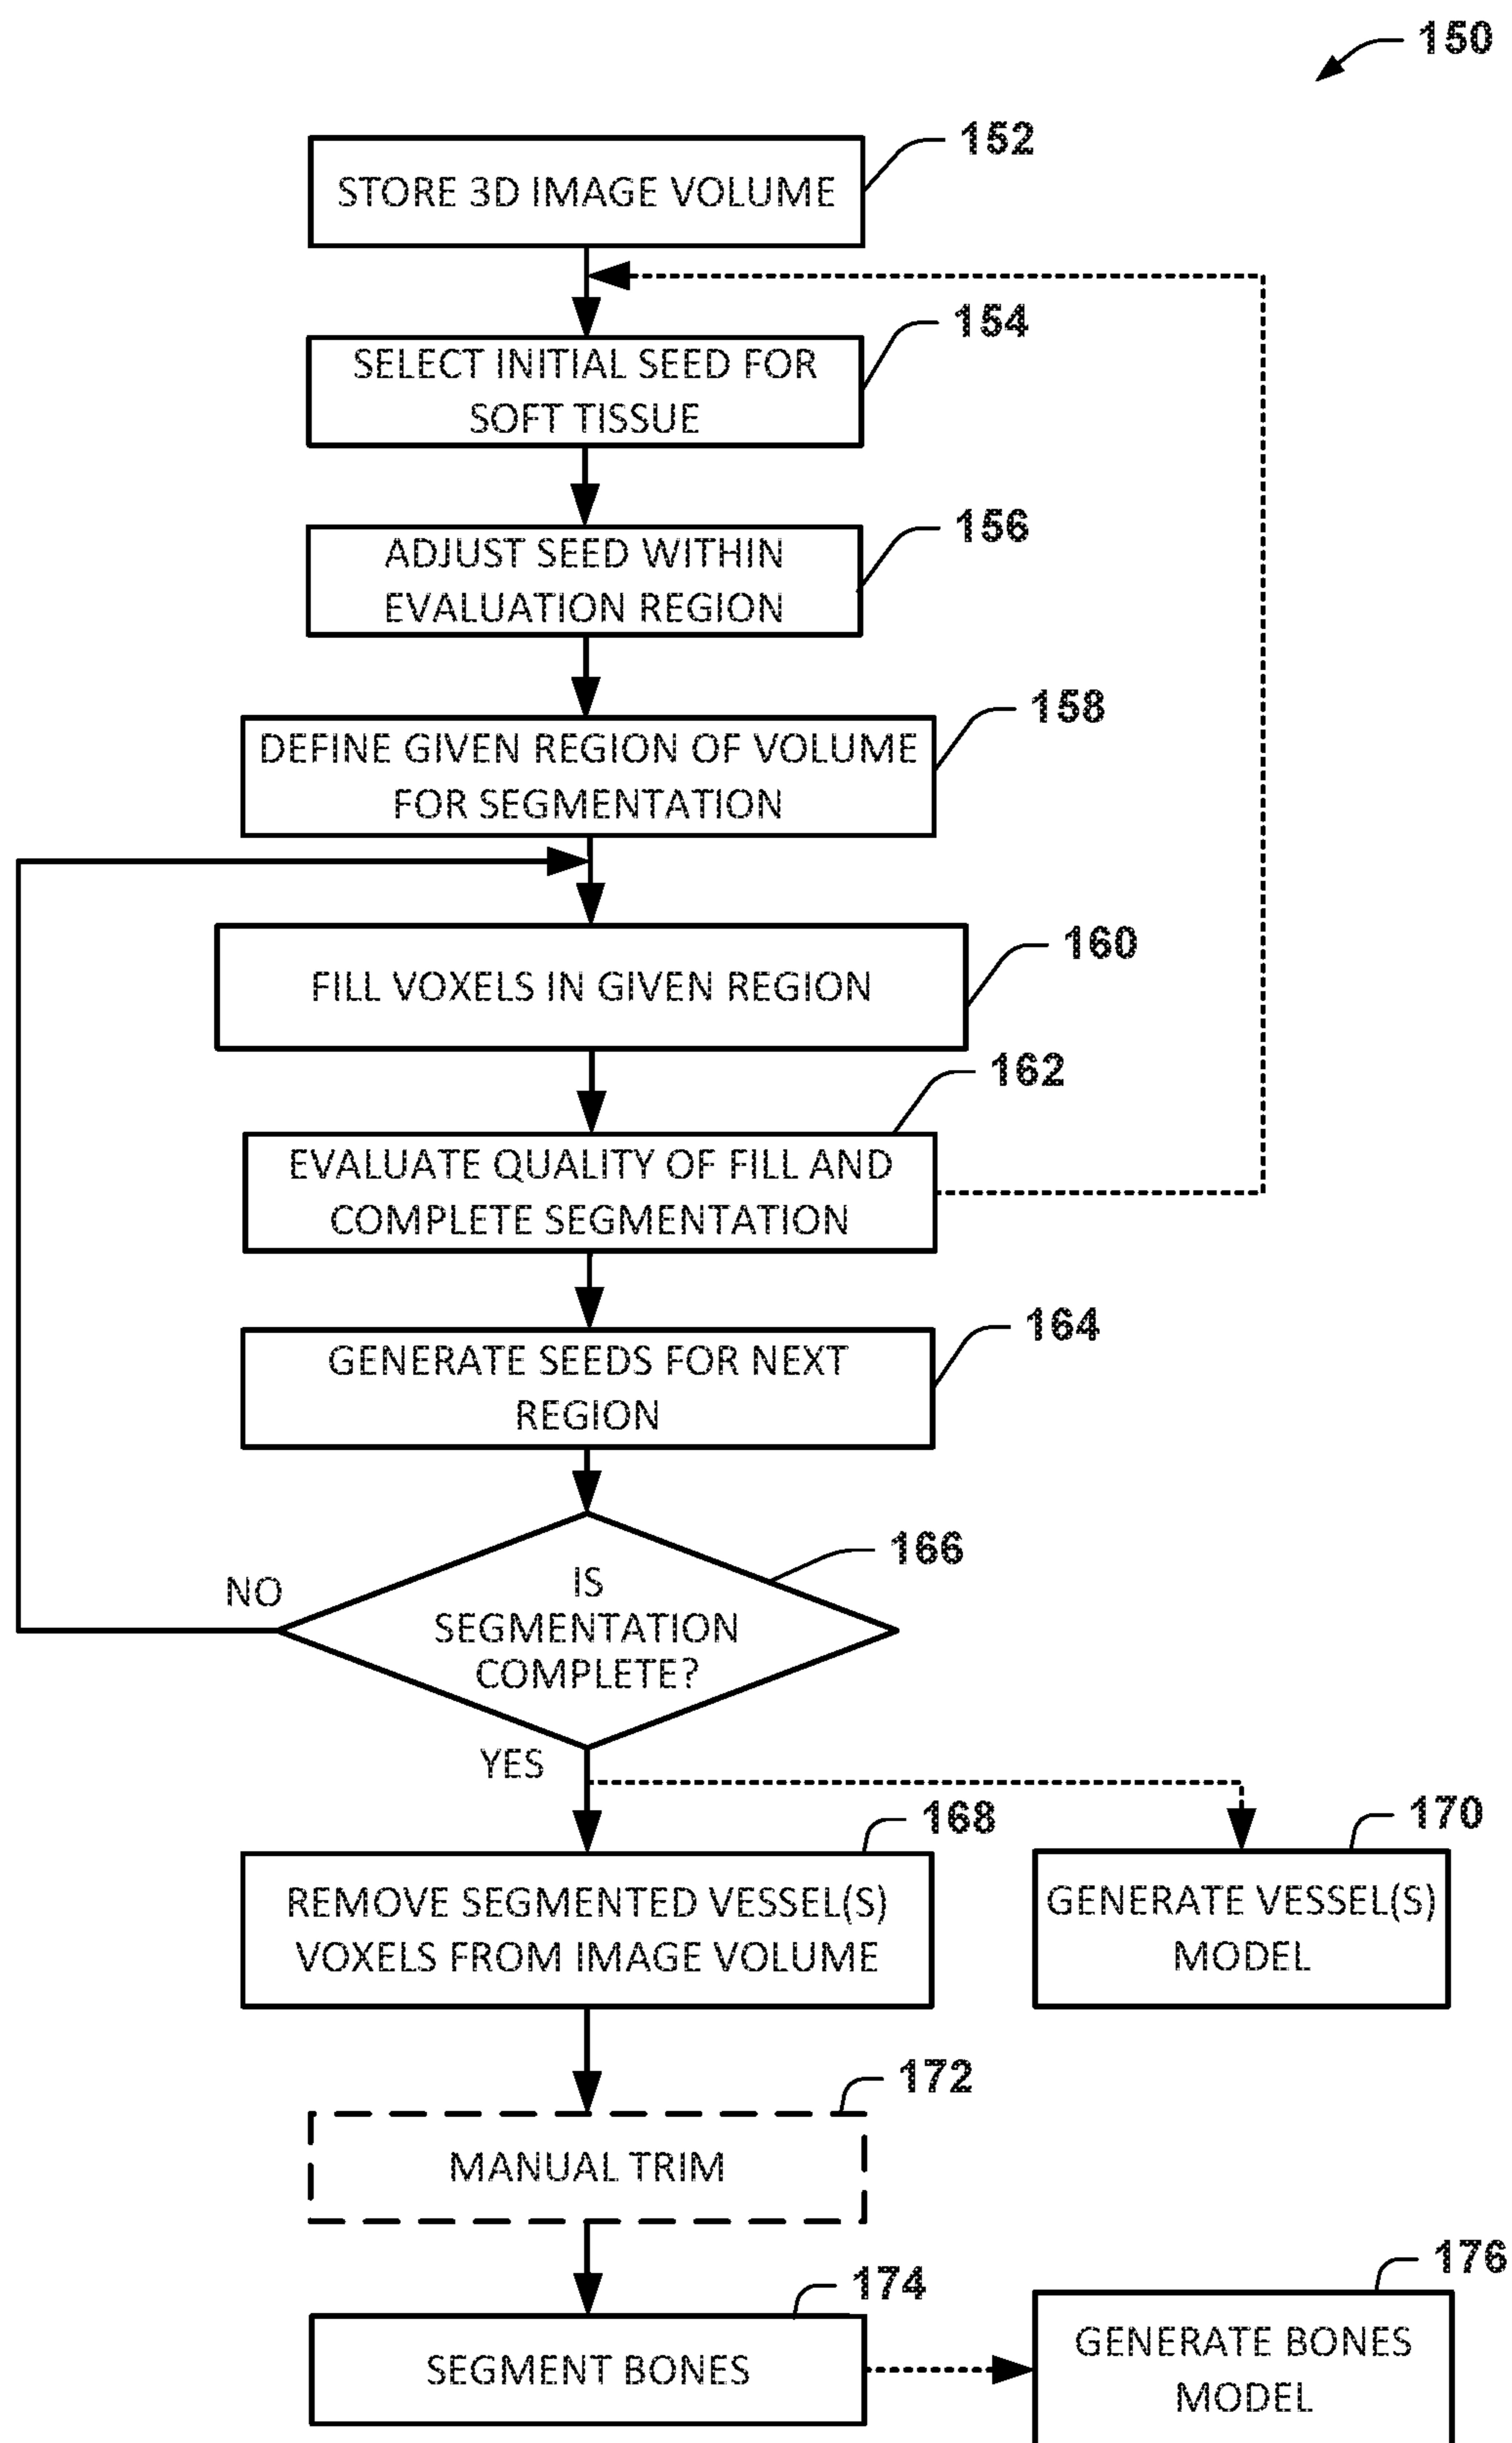 150
152
STORE 3D IMAGE VOLUME
154
SELECT INITIAL SEED FOR
SOFT TISSUE
156
ADJUST SEED WITHIN
EVALUATION REGION
158
DEFINE GIVEN REGION OF VOLUME
FOR SEGMENTATION
160
FILL VOXELS IN GIVEN REGION
162
EVALUATE QUALITY OF FILL AND
COMPLETE SEGMENTATION
164
GENERATE SEEDS FOR NEXT
REGION
166
NO
IS
SEGMENTATION
COMPLETE?
YES
168
REMOVE SEGMENTED VESSEL(S)
VOXELS FROM IMAGE VOLUME
170
GENERATE VESSEL(S)
MODEL
172
MANUAL TRIM
174
SEGMENT BONES
176
GENERATE BONES
MODEL